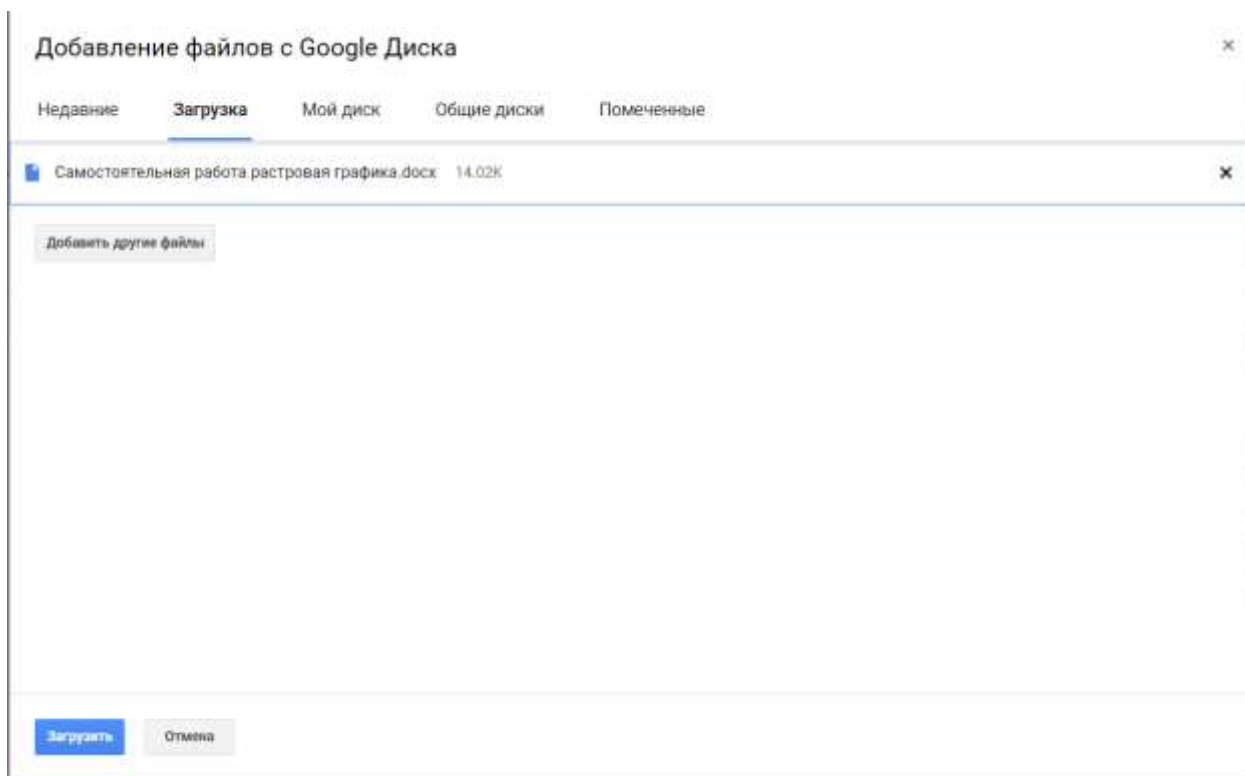 Добавление файлов с Google Диска
Недавние Загрузка Мой диск Общие диски Помеченные
Самостоятельная работа растровая графика.docx 14.02K
Добавить другие файлы
Загрузить Отмена